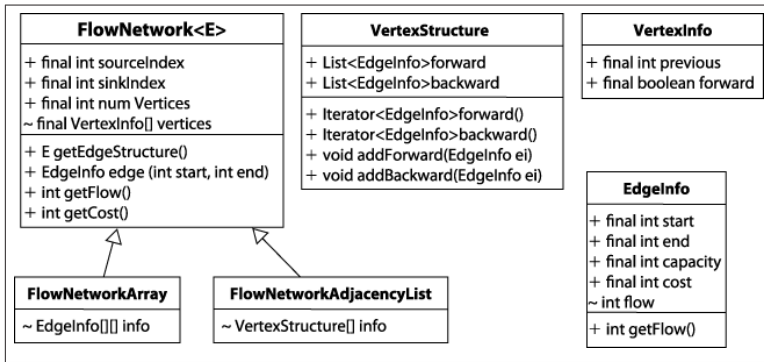 FlowNetwork<E>
+ final int sourceIndex
+ final int sinkIndex
+ final int num Vertices
~ final VertexInfo[] vertices
+ E getEdgeStructure()
+ EdgeInfo edge (int start, int end)
+ int getFlow()
+ int getCost()
VertexStructure
+ List<EdgeInfo>forward
+ List<EdgeInfo>backward
+ Iterator<EdgeInfo>forward()
+ Iterator<EdgeInfo>backward()
+ void addForward(EdgeInfo ei)
+ void addBackward(EdgeInfo ei)
VertexInfo
+ final int previous
+ final boolean forward
EdgeInfo
+ final int start
+ final int end
+ final int capacity
+ final int cost
~ int flow
+ int getFlow()
FlowNetworkArray
~ EdgeInfo[][] info
FlowNetworkAdjacencyList
~ VertexStructure[] info